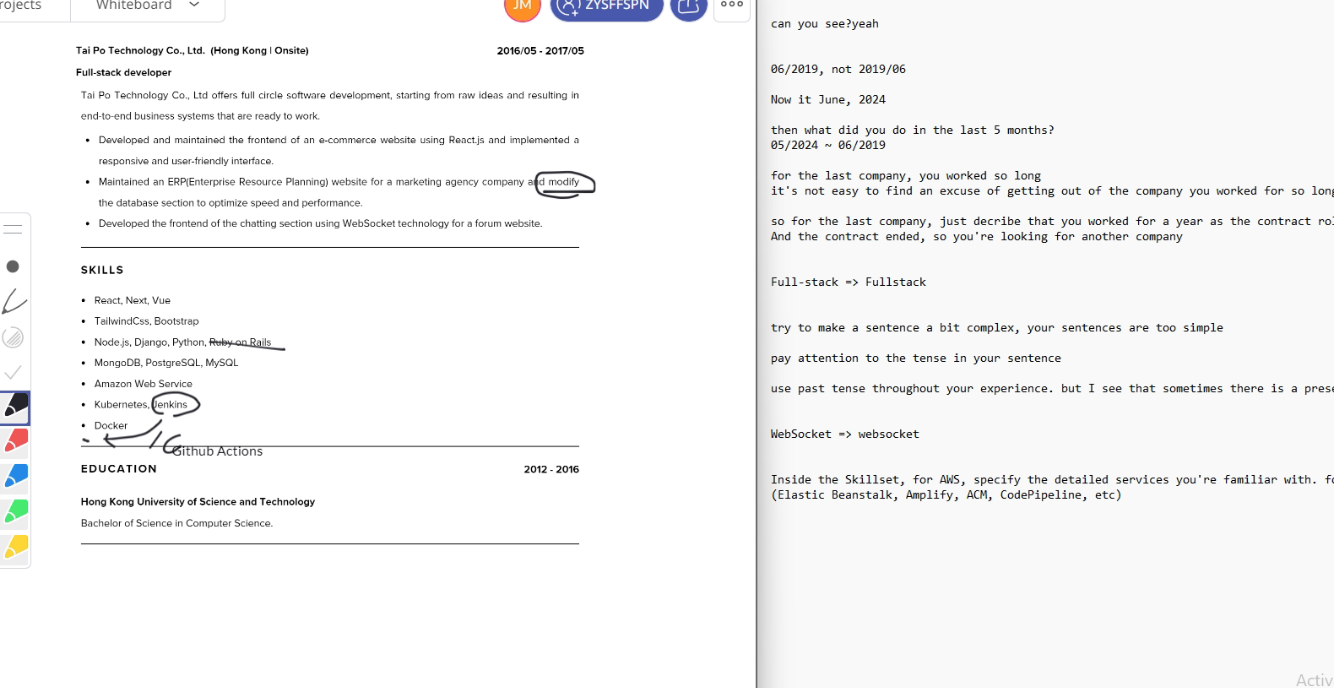 rojects
Whiteboard
JM
ZYSFFSPN
Tai Po Technology Co., Ltd. (Hong Kong | Onsite) 2016/05 - 2017/05
Full-stack developer
Tai Po Technology Co., Ltd offers full circle software development, starting from raw ideas and resulting in
end-to-end business systems that are ready to work.
• Developed and maintained the frontend of an e-commerce website using React.js and implemented a
responsive and user-friendly interface.
• Maintained an ERP(Enterprise Resource Planning) website for a marketing agency company and modify
the database section to optimize speed and performance.
• Developed the frontend of the chatting section using WebSocket technology for a forum website.
SKILLS
• React, Next, Vue
• TailwindCss, Bootstrap
• Node.js, Django, Python, Ruby on Rails
• MongoDB, PostgreSQL, MySQL
• Amazon Web Service
• Kubernetes, Jenkins
• Docker
Github Actions
EDUCATION 2012 - 2016
Hong Kong University of Science and Technology
Bachelor of Science in Computer Science.
can you see?yeah
06/2019, not 2019/06
Now it June, 2024
then what did you do in the last 5 months?
05/2024 ~ 06/2019
for the last company, you worked so long
it's not easy to find an excuse of getting out of the company you worked for so long
so for the last company, just decribe that you worked for a year as the contract rol
And the contract ended, so you're looking for another company
Full-stack => Fullstack
try to make a sentence a bit complex, your sentences are too simple
pay attention to the tense in your sentence
use past tense throughout your experience. but I see that sometimes there is a prese
WebSocket => websocket
Inside the Skillset, for AWS, specify the detailed services you're familiar with. fo
(Elastic Beanstalk, Amplify, ACM, CodePipeline, etc)
Activ